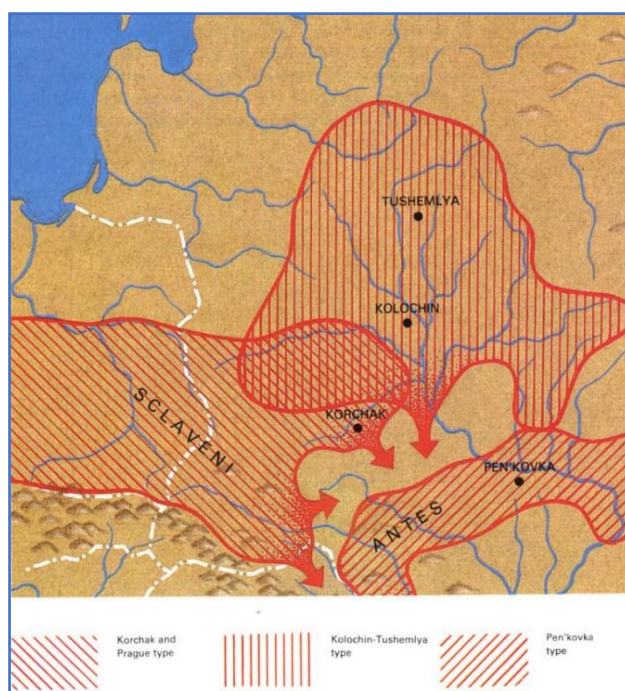 TUSHEMLYA
KOLOCHIN
KORCHAK
SCLAVENI
PEN'KOVKA
ANTES
Korchak and
Prague type
Kolochin-Tushemlya
type
Pen'kovka
type